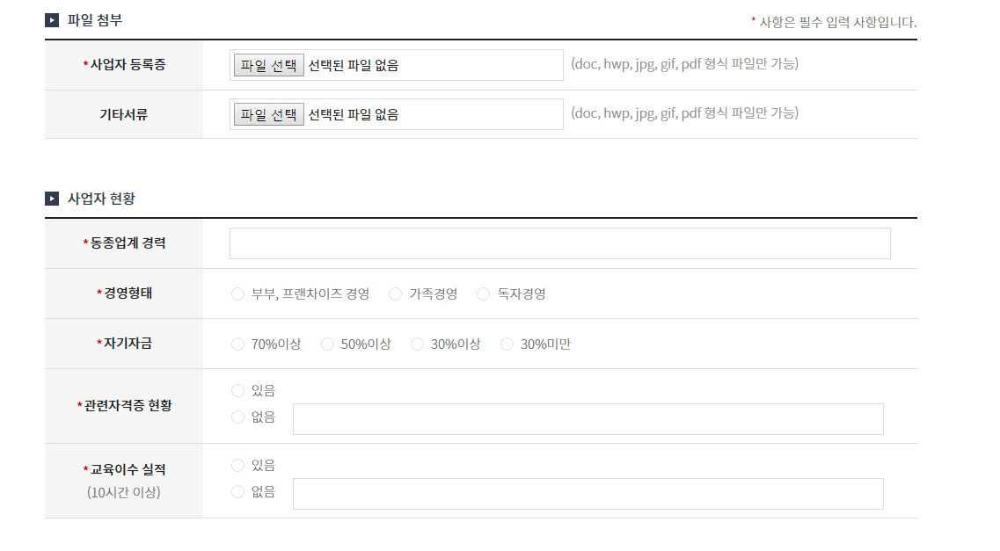 파일 첨부
* 사항은 필수 입력 사항입니다.
*사업자 등록증 파일 선택 선택된 파일 없음 (doc, hwp, jpg, gif, pdf 형식 파일만 가능)
기타서류 파일 선택 선택된 파일 없음 (doc, hwp, jpg, gif, pdf 형식 파일만 가능)
사업자 현황
*동종업계 경력
*경영형태 부부, 프랜차이즈 경영 가족경영 독자경영
*자기자금 70%이상 50%이상 30%이상 30%미만
*관련자격증 현황
있음
없음
*교육이수 실적
(10시간 이상)
있음
없음